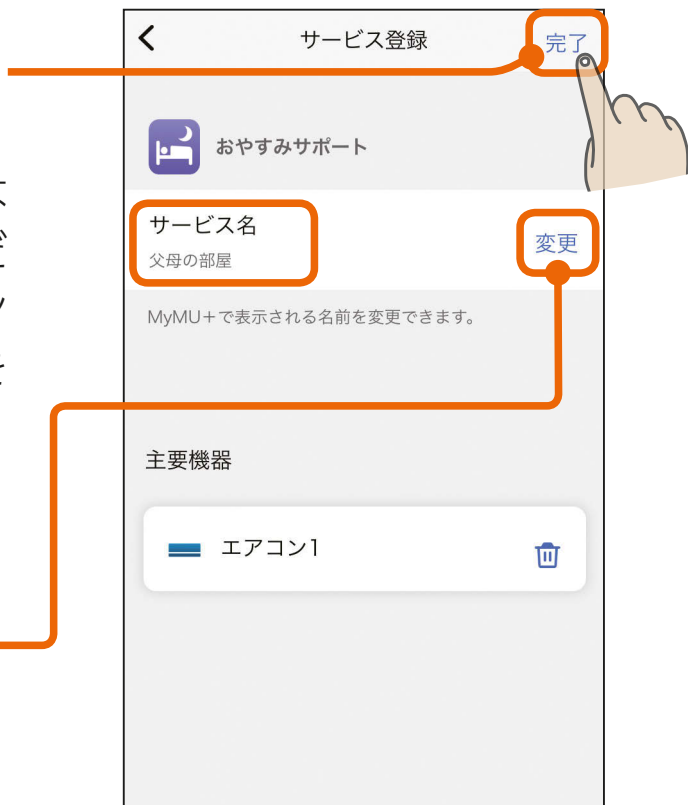 サービス登録
完了
おやすみサポート
サービス名
変更
父母の部屋
MyMU+で表示される名前を変更できます。
主要機器
エアコン1